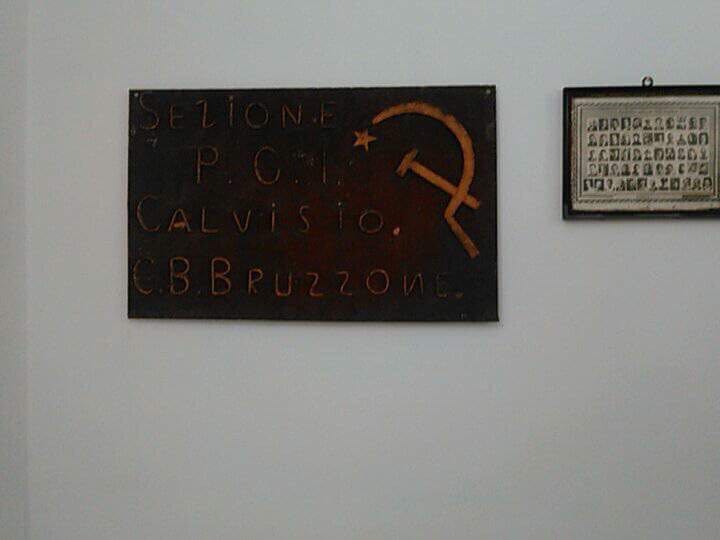 SEZIONE
P. C. I.
CALVISIO.
G.B.BRUZZONE.